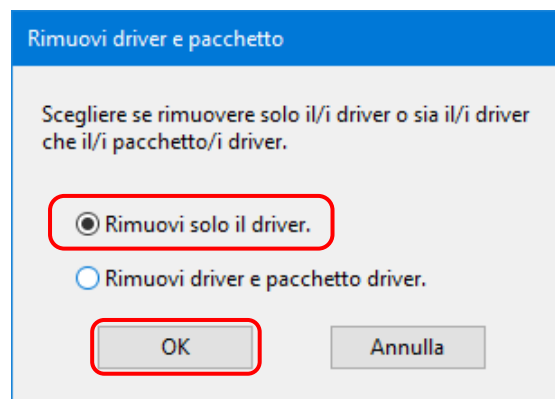 Rimuovi driver e pacchetto
Scegliere se rimuovere solo il/i driver o sia il/i driver
che il/i pacchetto/i driver.
Rimuovi solo il driver.
Rimuovi driver e pacchetto driver.
OK
Annulla